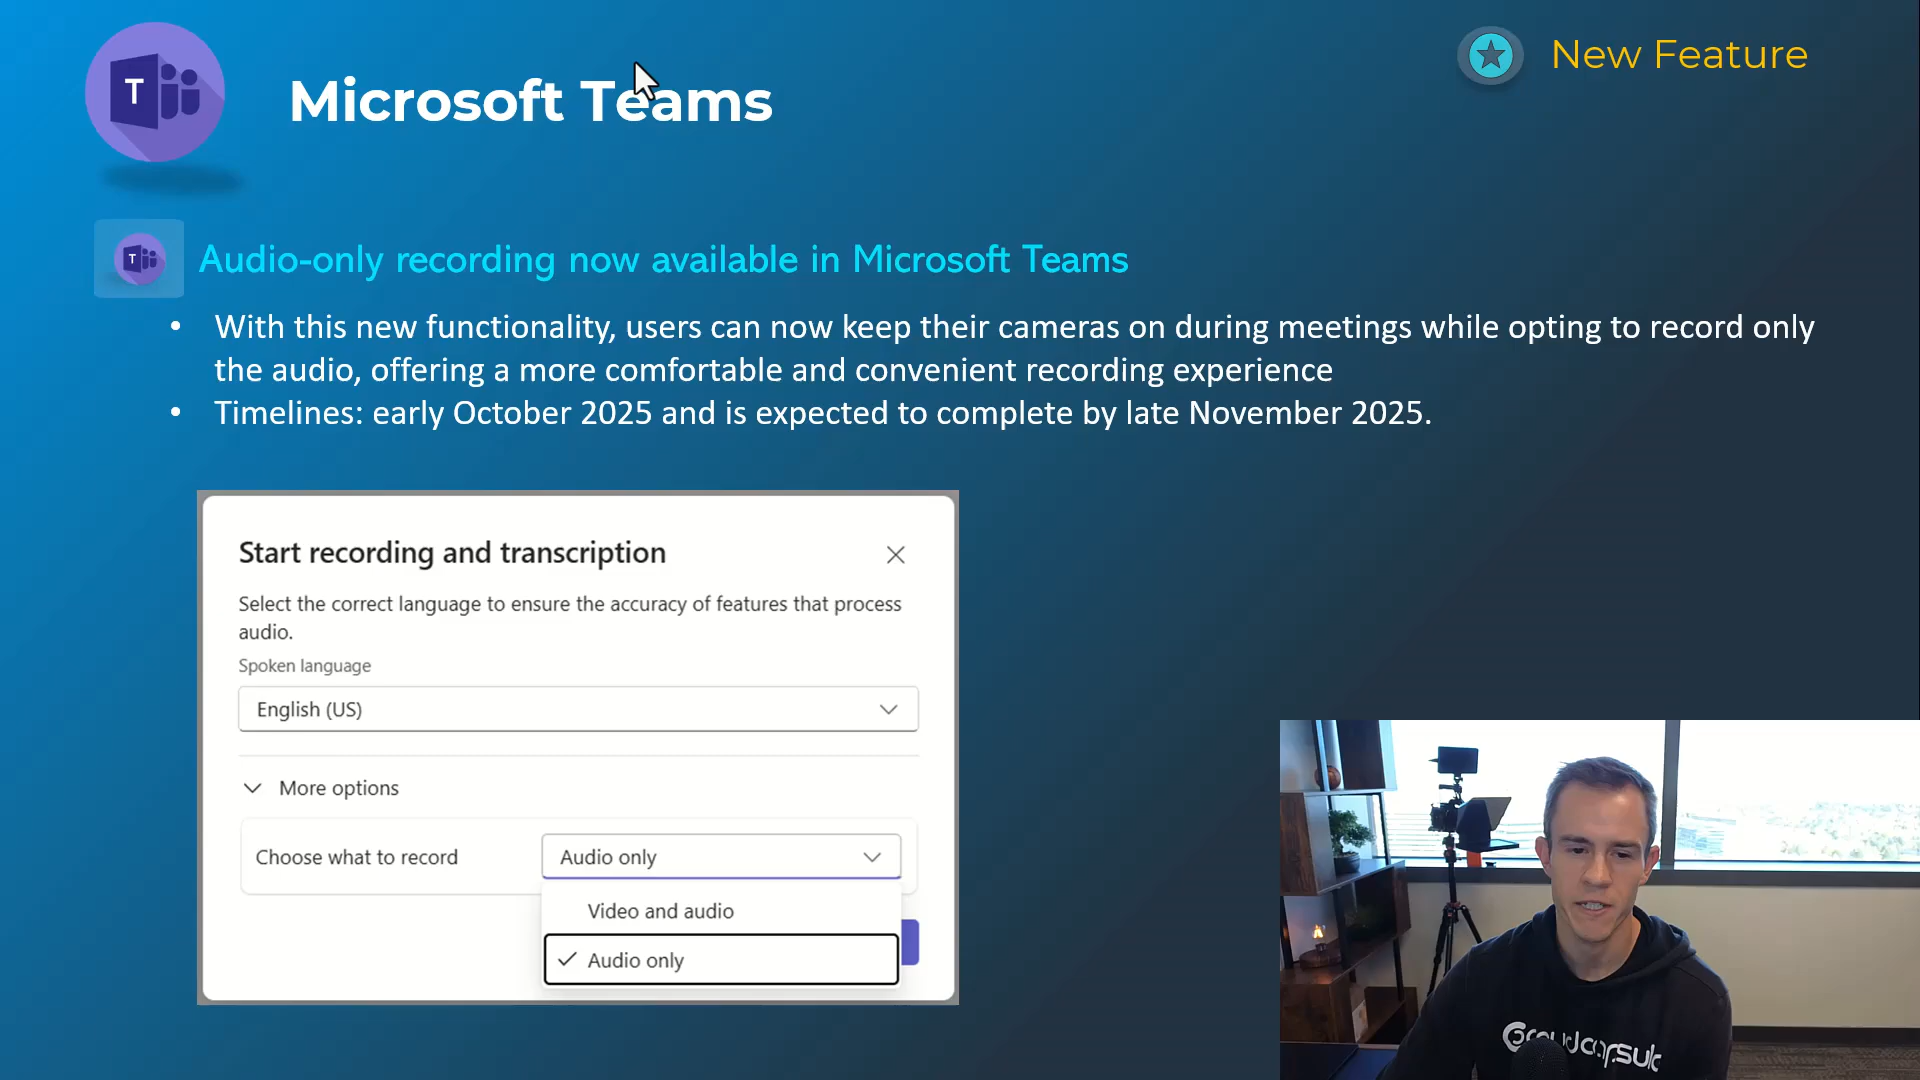 T
Microsoft Teams
New Feature
T
Audio-only recording now available in Microsoft Teams
• With this new functionality, users can now keep their cameras on during meetings while opting to record only
the audio, offering a more comfortable and convenient recording experience
• Timelines: early October 2025 and is expected to complete by late November 2025.
Start recording and transcription
Select the correct language to ensure the accuracy of features that process
audio.
Spoken language
English (US)
More options
Choose what to record
Audio only
Video and audio
Audio only
cloudcapsule